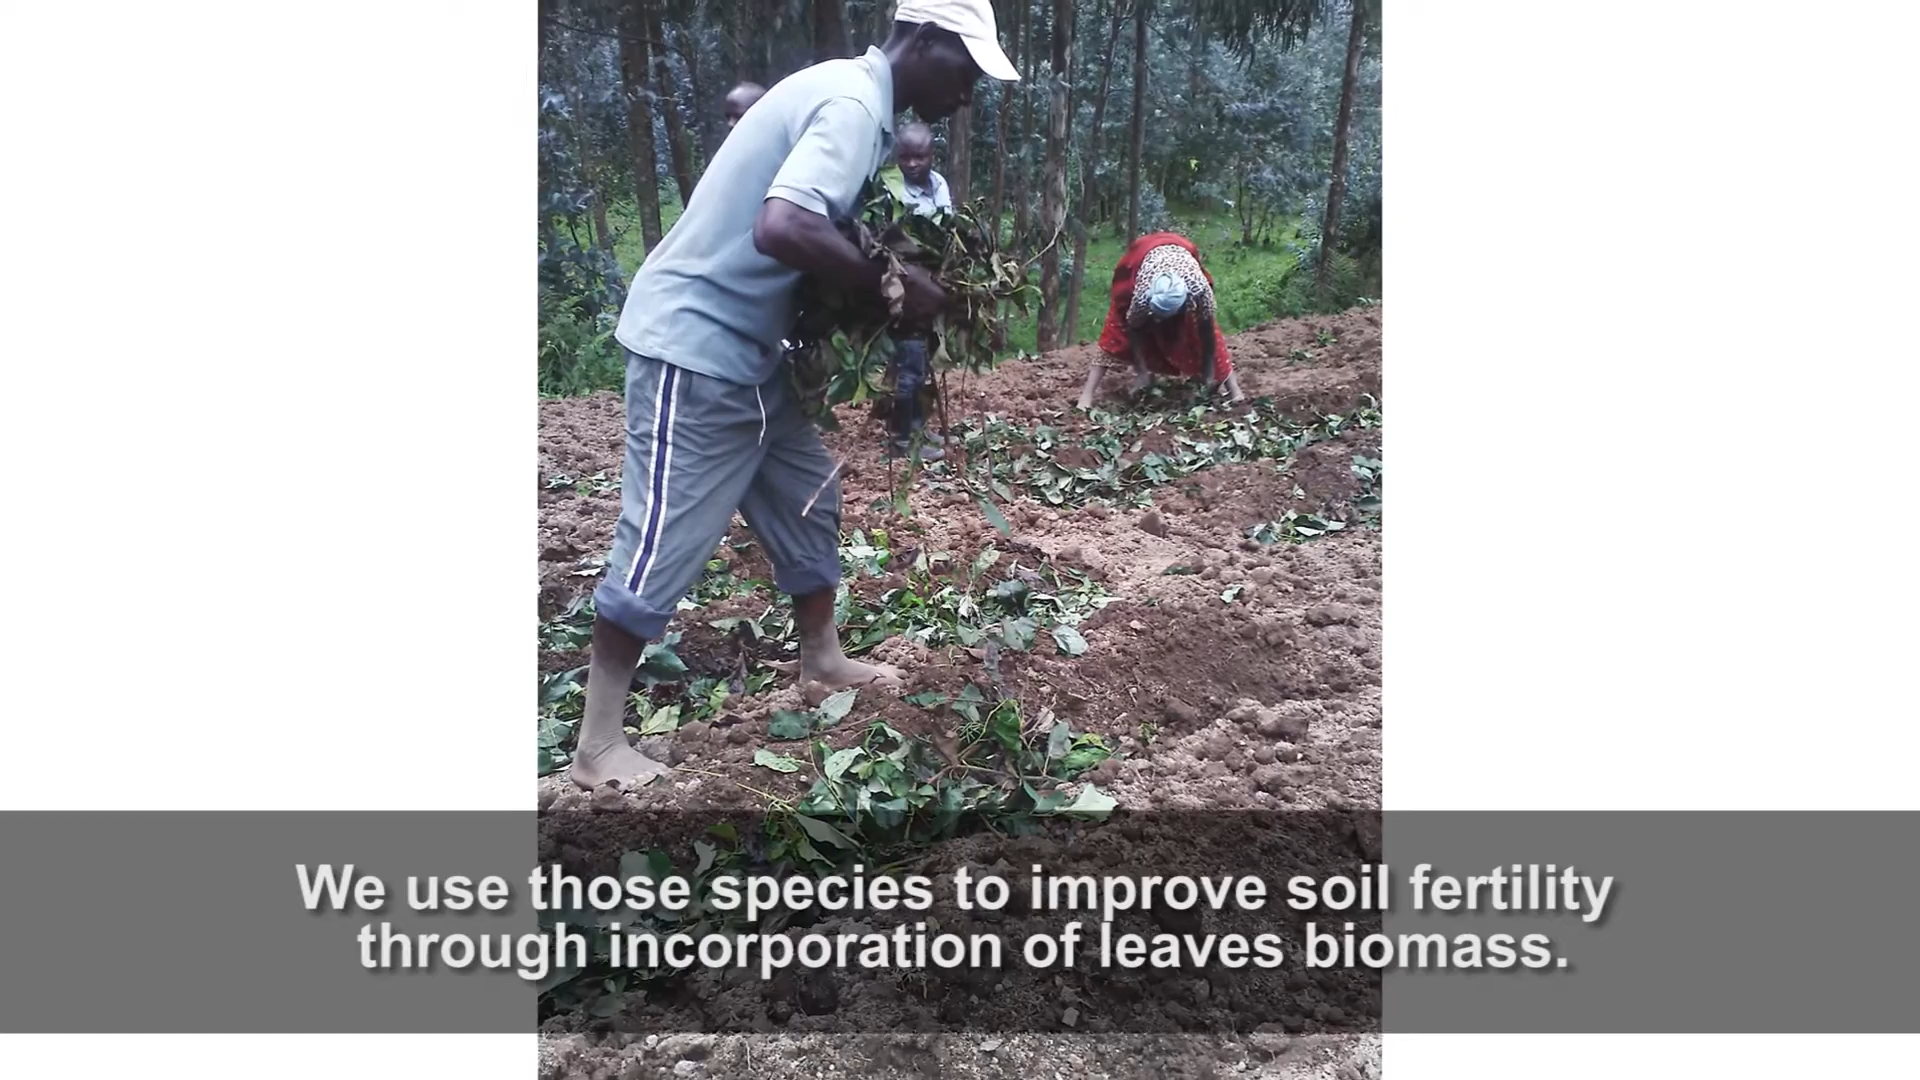 We use those species to improve soil fertility
through incorporation of leaves biomass.